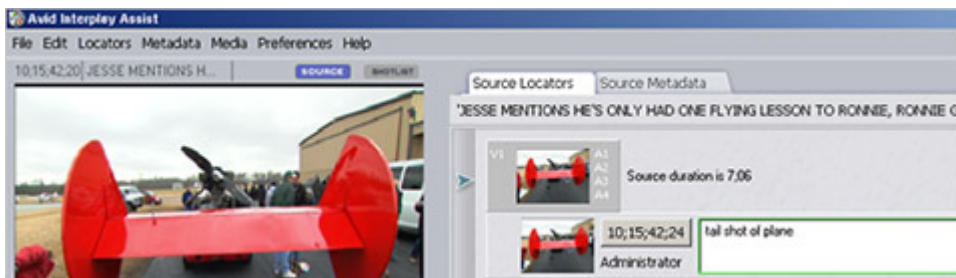 Avid Interplay Assist
File Edit Locators Metadata Media Preferences Help
10;15;42;20 JESSE MENTIONS H... SOURCE SHOTLIST
Source Locators Source Metadata
"JESSE MENTIONS HE'S ONLY HAD ONE FLYING LESSON TO RONNIE, RONNIE
V1 A1
A2
A3
A4
Source duration is 7;06
10;15;42;24 tail shot of plane
Administrator